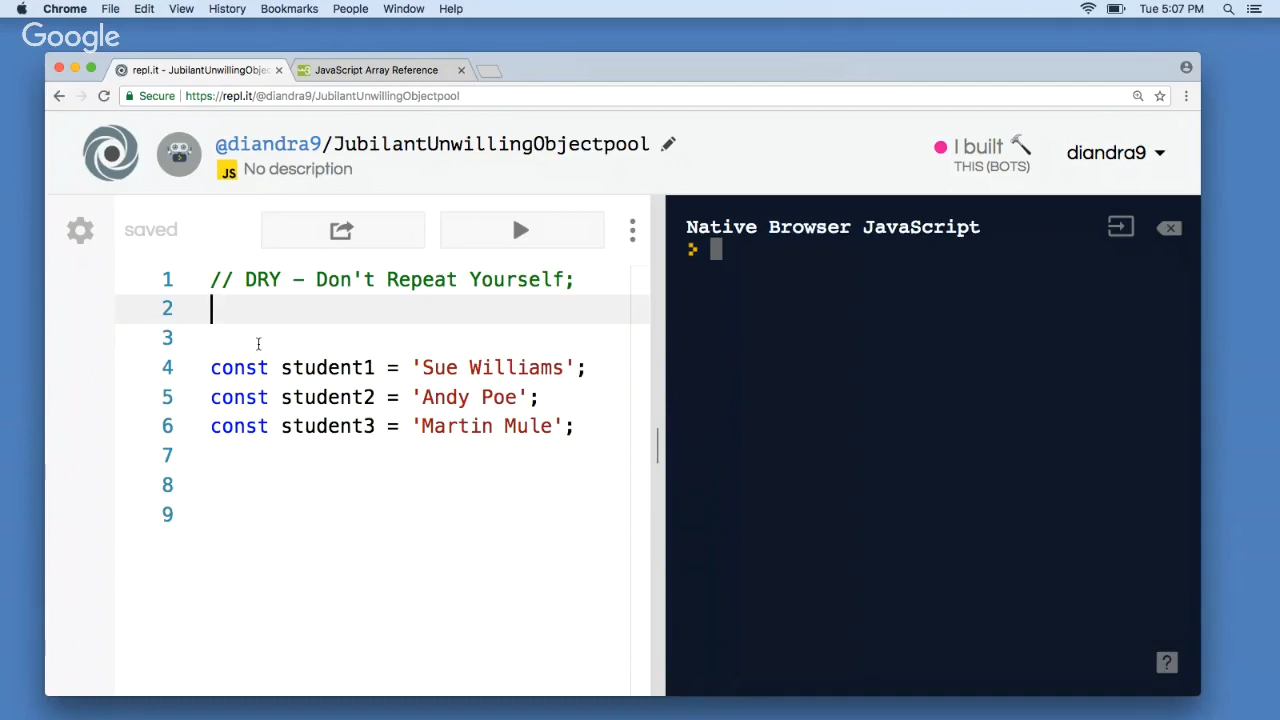 Chrome File Edit View History Bookmarks People Window Help Tue 5:07 PM
Google
repl.it - JubilantUnwillingObjec JavaScript Array Reference
Secure https://repl.it/@diandra9/JubilantUnwillingObjectpool
@diandra9/JubilantUnwillingObjectpool
JS No description
I built
THIS (BOTS)
diandra9
saved
Native Browser JavaScript
1 // DRY – Don't Repeat Yourself;
2
3
4 const student1 = 'Sue Williams';
5 const student2 = 'Andy Poe';
6 const student3 = 'Martin Mule';
7
8
9
?